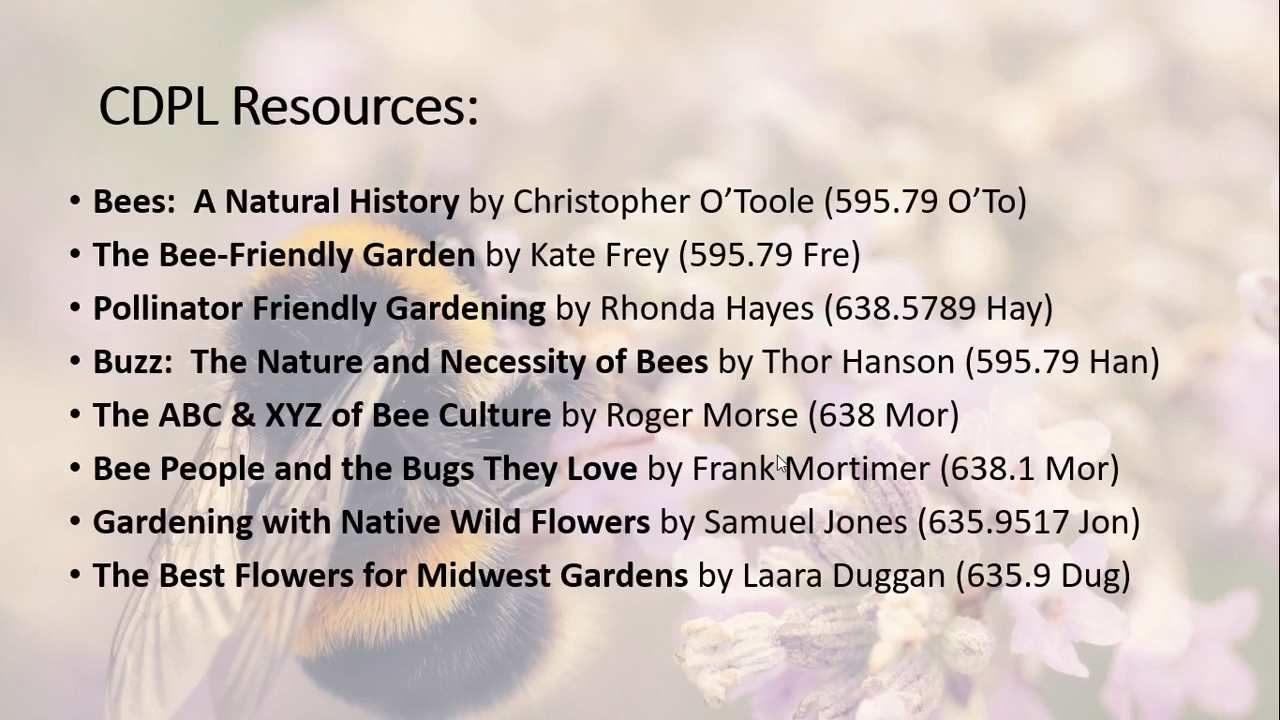 CDPL Resources:
• Bees:  A Natural History by Christopher O’Toole (595.79 O’To)
• The Bee-Friendly Garden by Kate Frey (595.79 Fre)
• Pollinator Friendly Gardening by Rhonda Hayes (638.5789 Hay)
• Buzz:  The Nature and Necessity of Bees by Thor Hanson (595.79 Han)
• The ABC & XYZ of Bee Culture by Roger Morse (638 Mor)
• Bee People and the Bugs They Love by Frank Mortimer (638.1 Mor)
• Gardening with Native Wild Flowers by Samuel Jones (635.9517 Jon)
• The Best Flowers for Midwest Gardens by Laara Duggan (635.9 Dug)